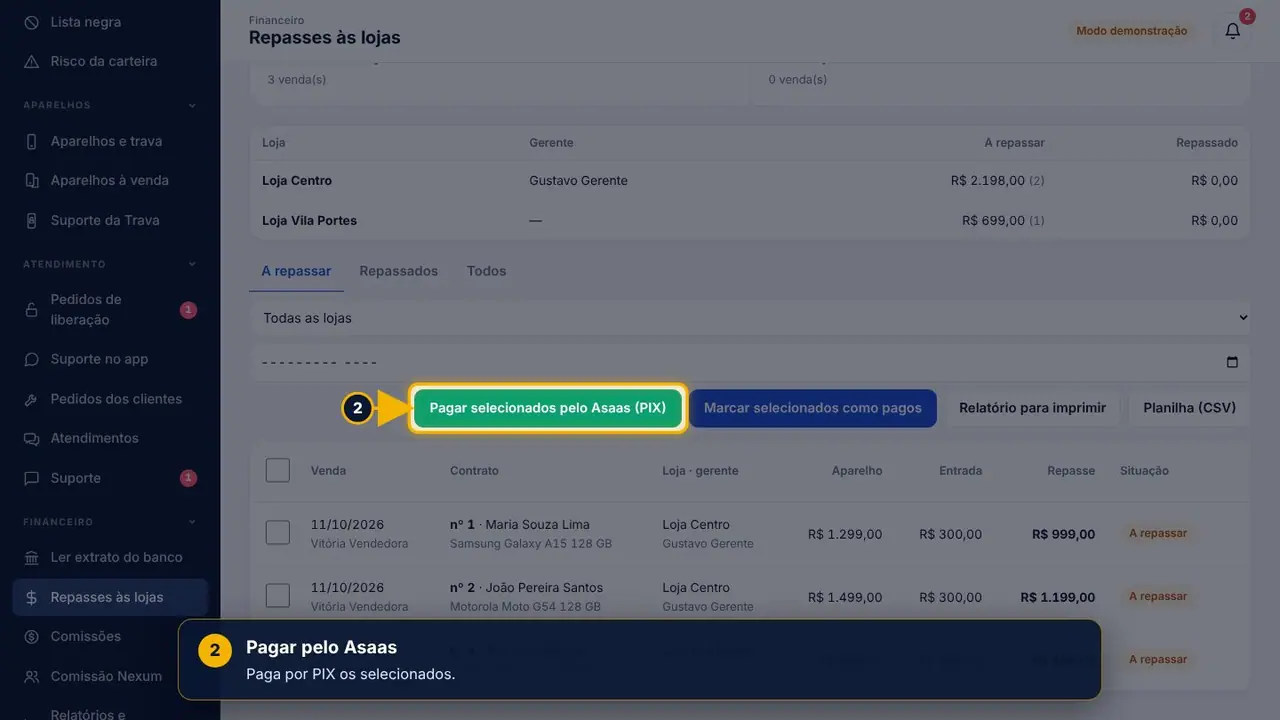 Lista negra
Risco da carteira
APARELHOS
Aparelhos e trava
Aparelhos à venda
Suporte da Trava
ATENDIMENTO
Pedidos de
liberação
1
Suporte no app
Pedidos dos clientes
Atendimentos
Suporte
1
FINANCEIRO
Ler extrato do banco
Repasses às lojas
Comissões
Comissão Nexum
Relatórios e
Financeiro
Repasses às lojas
Modo demonstração
2
3 venda(s)
0 venda(s)
Loja Gerente A repassar Repassado
Loja Centro Gustavo Gerente R$ 2.198,00 (2) R$ 0,00
Loja Vila Portes — R$ 699,00 (1) R$ 0,00
A repassar Repassados Todos
Todas as lojas
--------- ----
2
Pagar selecionados pelo Asaas (PIX)
Marcar selecionados como pagos
Relatório para imprimir
Planilha (CSV)
Venda Contrato Loja · gerente Aparelho Entrada Repasse Situação
11/10/2026 nº 1 · Maria Souza Lima Loja Centro R$ 1.299,00 R$ 300,00 R$ 999,00 A repassar
Vitória Vendedora Samsung Galaxy A15 128 GB Gustavo Gerente
11/10/2026 nº 2 · João Pereira Santos Loja Centro R$ 1.499,00 R$ 300,00 R$ 1.199,00 A repassar
Vitória Vendedora Motorola Moto G54 128 GB Gustavo Gerente
A repassar
2
Pagar pelo Asaas
Paga por PIX os selecionados.